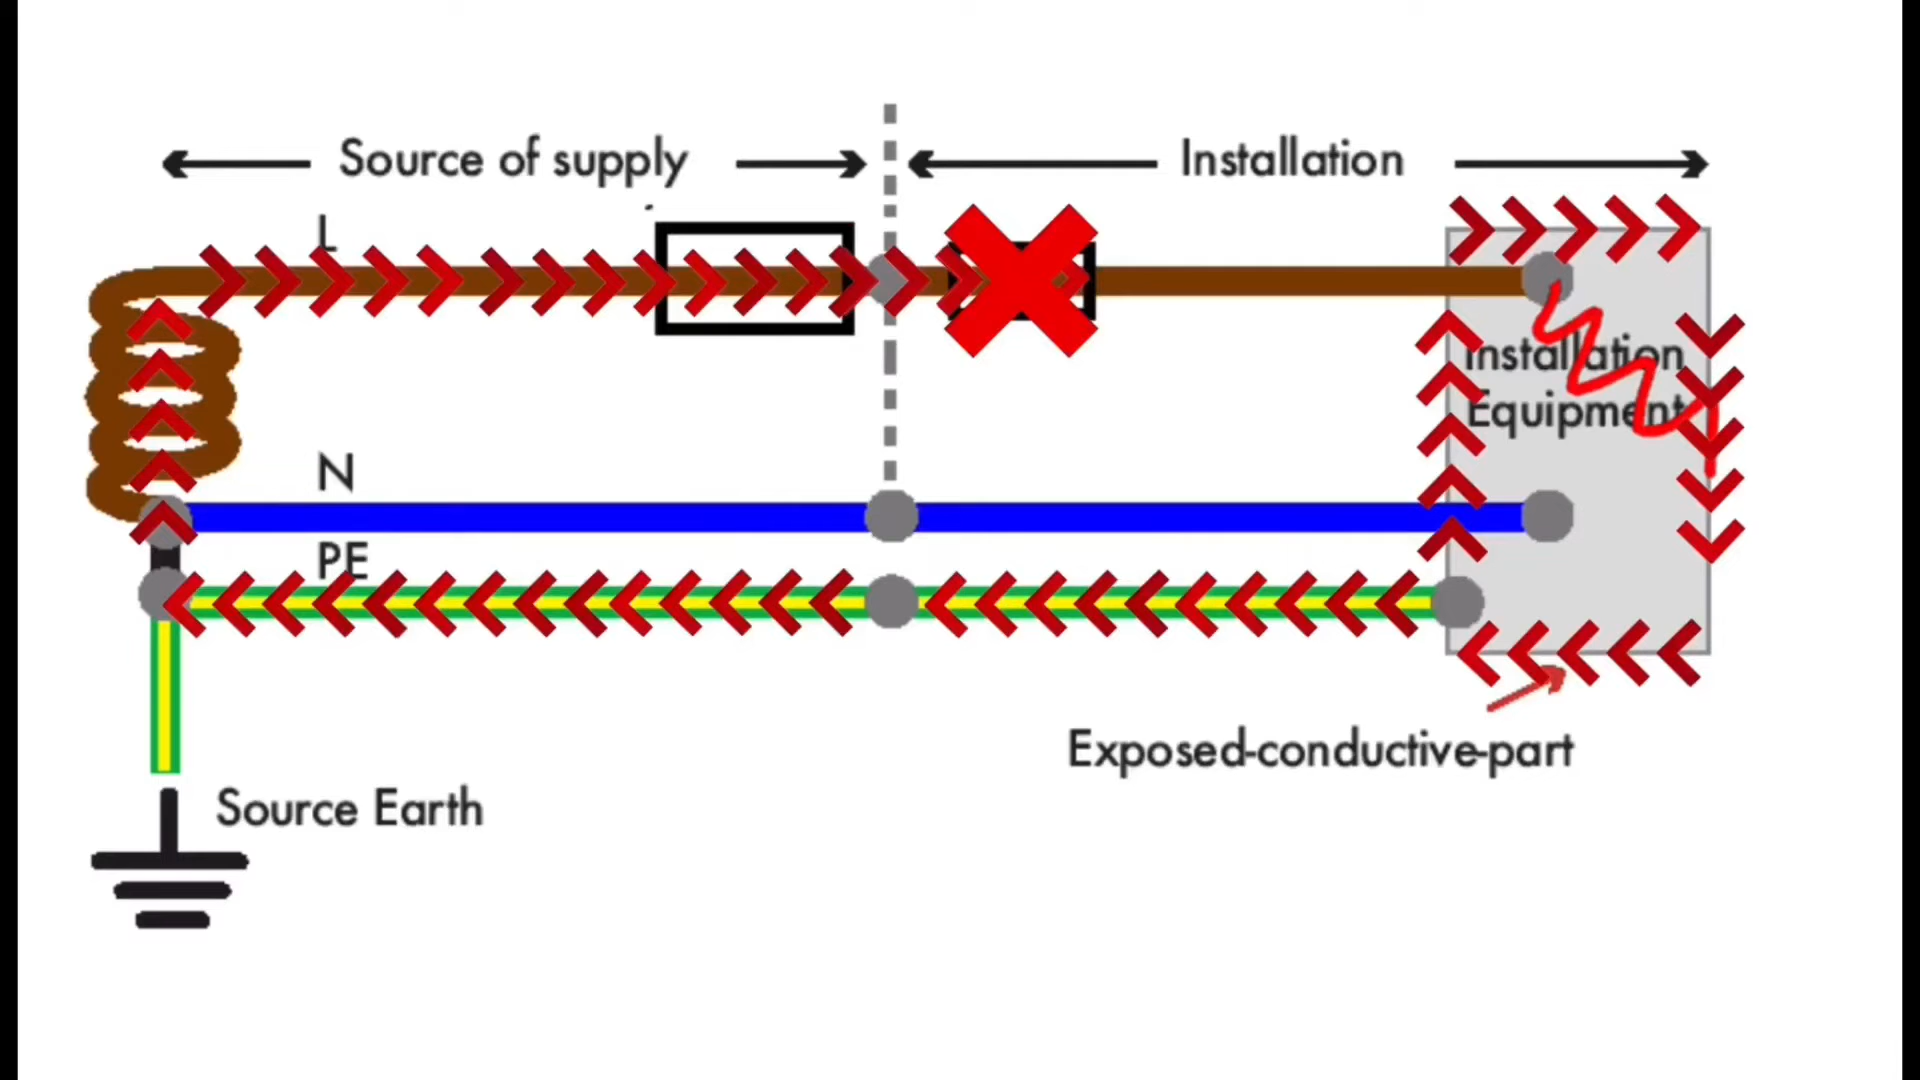 Source of supply
Installation
L
Installation
Equipment
N
PE
Exposed-conductive-part
Source Earth